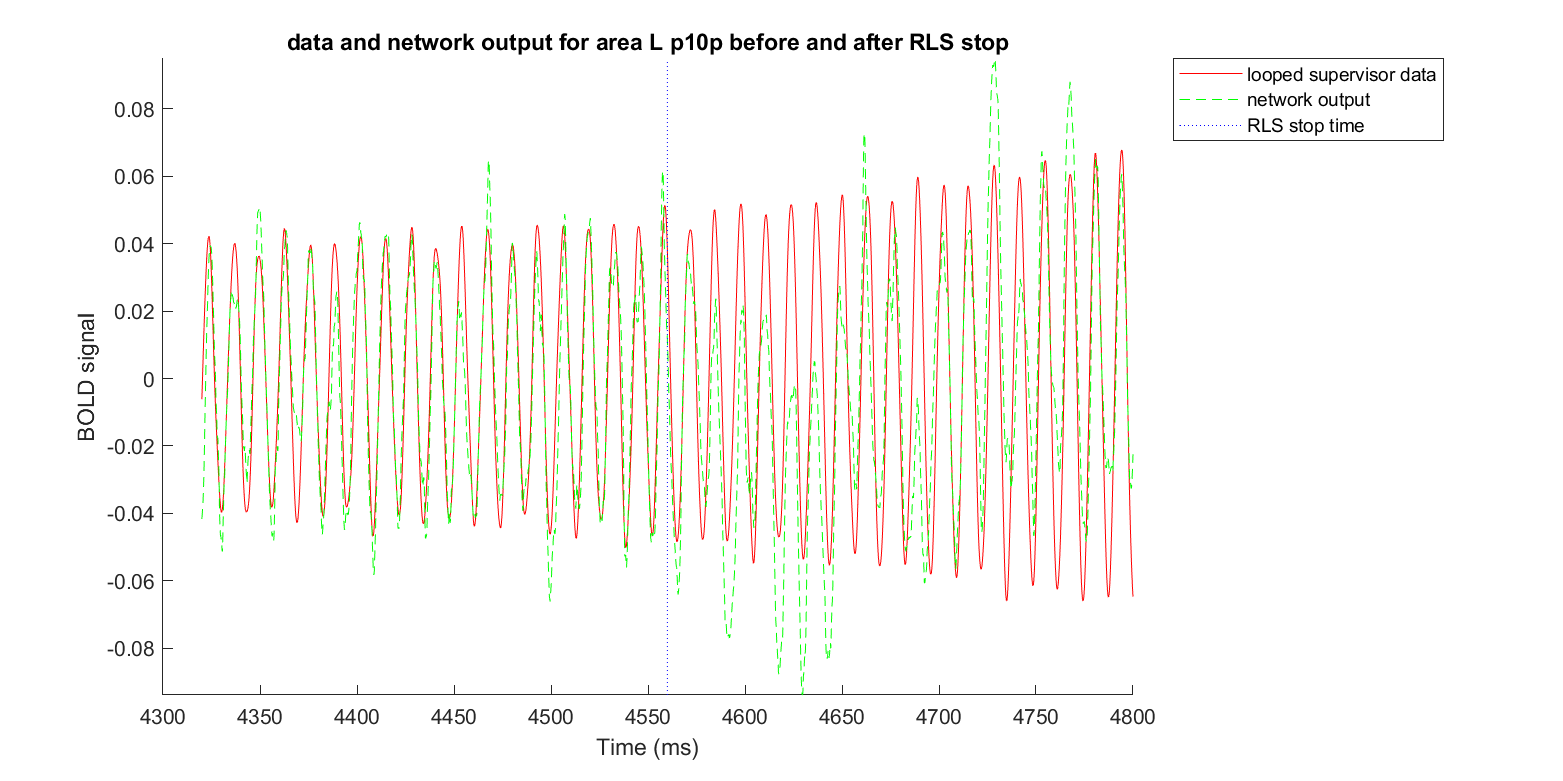 data and network output for area L p10p before and after RLS stop
looped supervisor data
network output
RLS stop time
0.08
0.06
0.04
0.02
0
-0.02
-0.04
-0.06
-0.08
BOLD signal
4300 4350 4400 4450 4500 4550 4600 4650 4700 4750 4800
Time (ms)